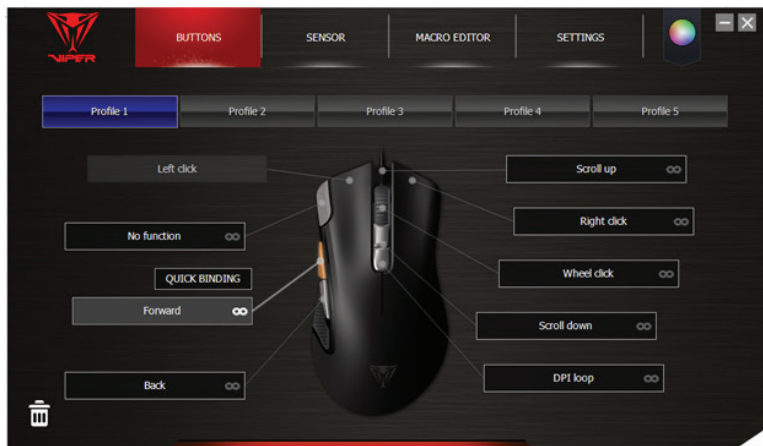 VIPER
BUTTONS
SENSOR
MACRO EDITOR
SETTINGS
Profile 1
Profile 2
Profile 3
Profile 4
Profile 5
Left click
Scroll up
Right click
No function
Wheel click
QUICK BINDING
Forward
Scroll down
Back
DPI loop